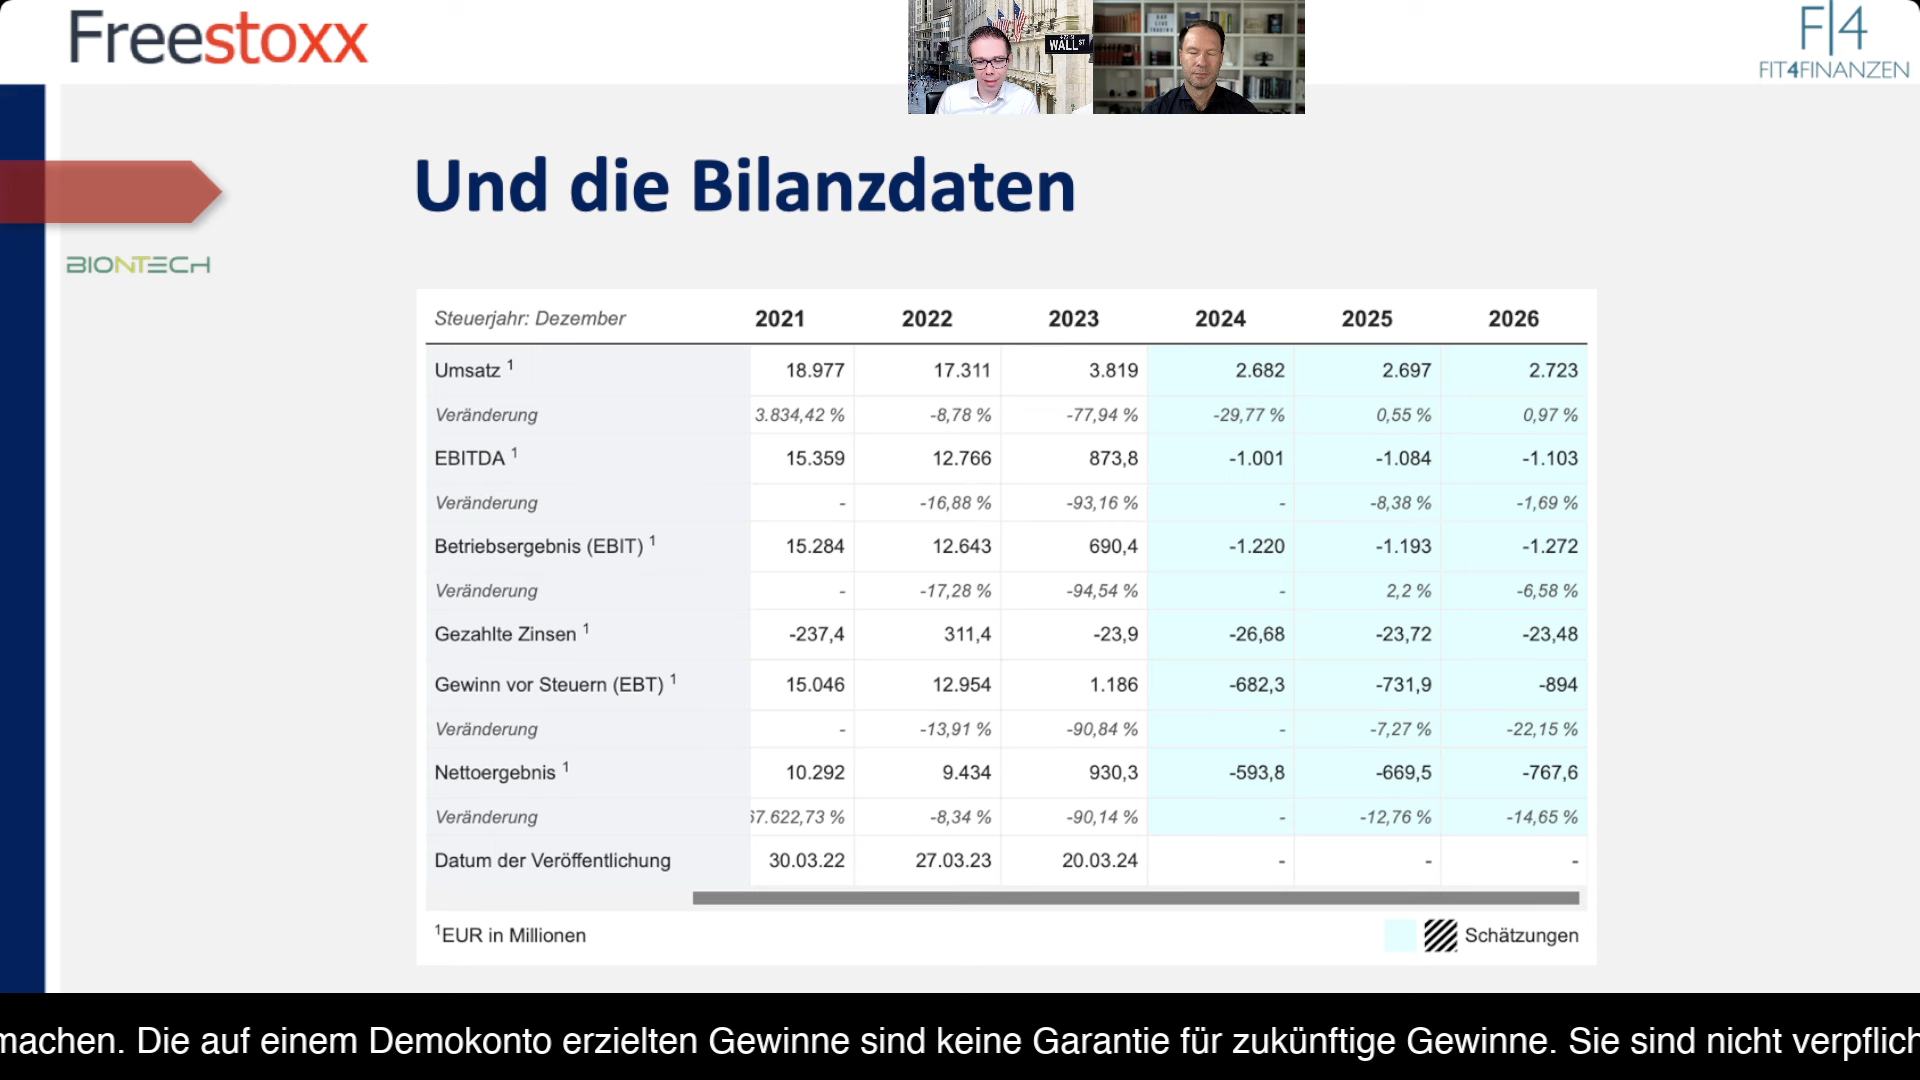 Freestoxx
WALL ST
F|4
FIT4FINANZEN
Und die Bilanzdaten
BIONTECH
Steuerjahr: Dezember 2021 2022 2023 2024 2025 2026
Umsatz 1 18.977 17.311 3.819 2.682 2.697 2.723
Veränderung 3.834,42 % -8,78 % -77,94 % -29,77 % 0,55 % 0,97 %
EBITDA 1 15.359 12.766 873,8 -1.001 -1.084 -1.103
Veränderung - -16,88 % -93,16 % - -8,38 % -1,69 %
Betriebsergebnis (EBIT) 1 15.284 12.643 690,4 -1.220 -1.193 -1.272
Veränderung - -17,28 % -94,54 % - 2,2 % -6,58 %
Gezahlte Zinsen 1 -237,4 311,4 -23,9 -26,68 -23,72 -23,48
Gewinn vor Steuern (EBT) 1 15.046 12.954 1.186 -682,3 -731,9 -894
Veränderung - -13,91 % -90,84 % - -7,27 % -22,15 %
Nettoergebnis 1 10.292 9.434 930,3 -593,8 -669,5 -767,6
Veränderung 67.622,73 % -8,34 % -90,14 % - -12,76 % -14,65 %
Datum der Veröffentlichung 30.03.22 27.03.23 20.03.24 - - -
1EUR in Millionen Schätzungen
machen. Die auf einem Demokonto erzielten Gewinne sind keine Garantie für zukünftige Gewinne. Sie sind nicht verpflich